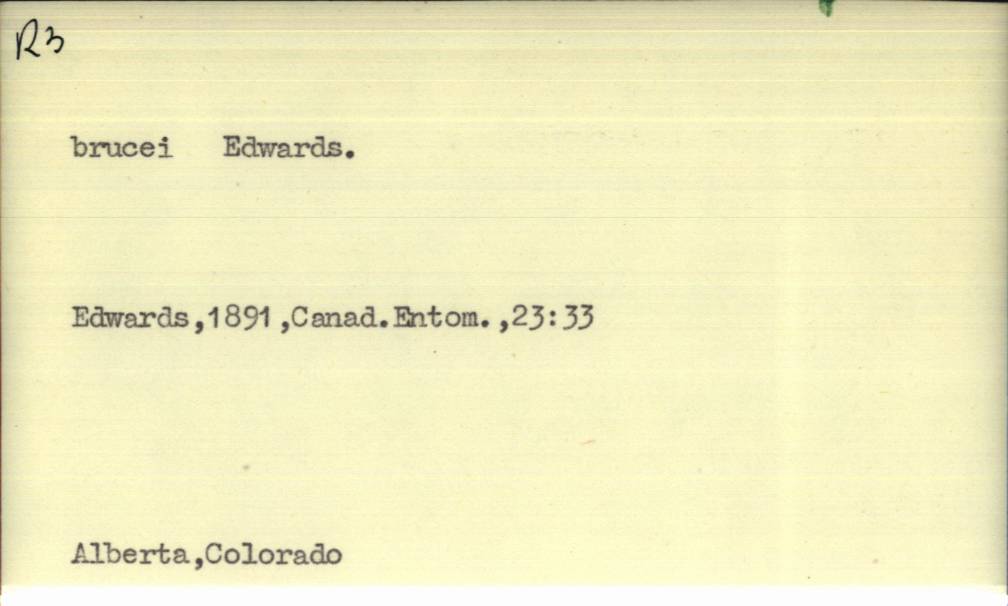 R3
brucei Edwards.
Edwards,1891,Canad.Entom.,23:33
Alberta,Colorado